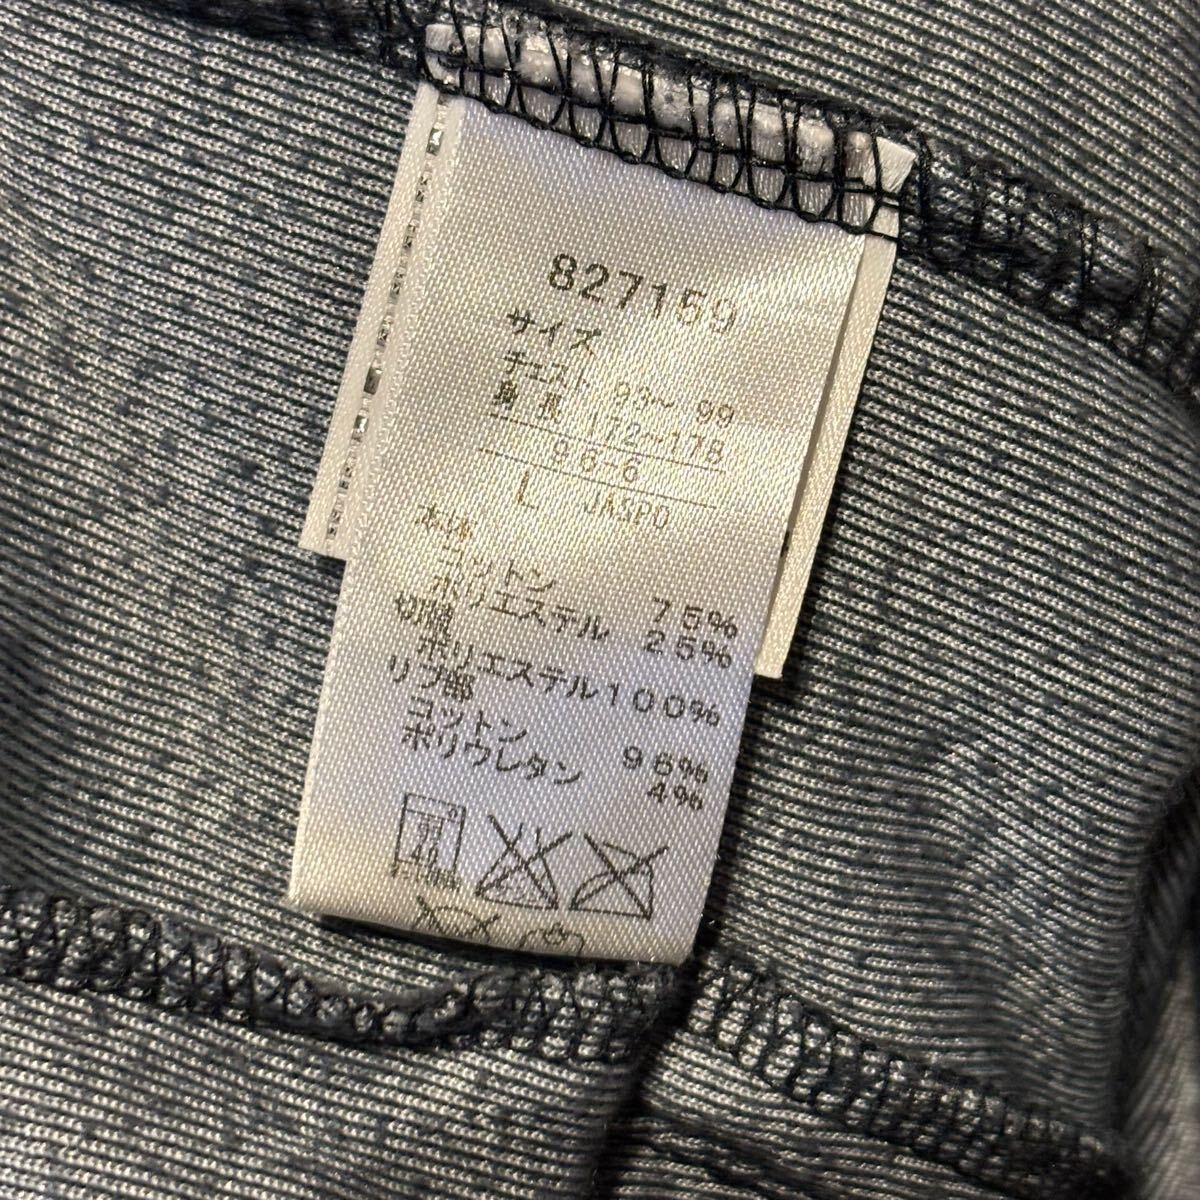 827159
サイズ
チェスト 93～ 99
身 長 172～178
96-6
L JASPO
本体
コットン 75%
ポリエステル 25%
切替
ポリエステル100%
リブ部
コットン 96%
ポリウレタン 4%
40